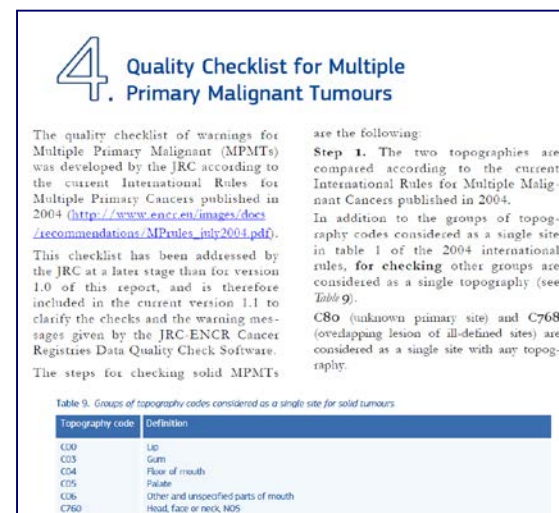 4. Quality Checklist for Multiple
Primary Malignant Tumours
The quality checklist of warnings for
Multiple Primary Malignant (MPMTs)
was developed by the JRC according to
the current International Rules for
Multiple Primary Cancers published in
2004 (http://www.encr.eu/images/docs
/recommendations/MPrules_july2004.pdf).
This checklist has been addressed by
the JRC at a later stage than for version
1.0 of this report, and is therefore
included in the current version 1.1 to
clarify the checks and the warning mes-
sages given by the JRC-ENCR Cancer
Registries Data Quality Check Software.
The steps for checking solid MPMTs
are the following:
Step 1. The two topographies are
compared according to the current
International Rules for Multiple Malig-
nant Cancers published in 2004.
In addition to the groups of topog-
raphy codes considered as a single site
in table 1 of the 2004 international
rules, for checking other groups are
considered as a single topography (see
Table 9).
C80 (unknown primary site) and C768
(overlapping lesion of ill-defined sites) are
considered as a single site with any topog-
raphy.
Table 9. Groups of topography codes considered as a single site for solid tumours
Topography code Definition
C00 Lip
C03 Gum
C04 Floor of mouth
C05 Palate
C06 Other and unspecified parts of mouth
C760 Head, face or neck, NOS